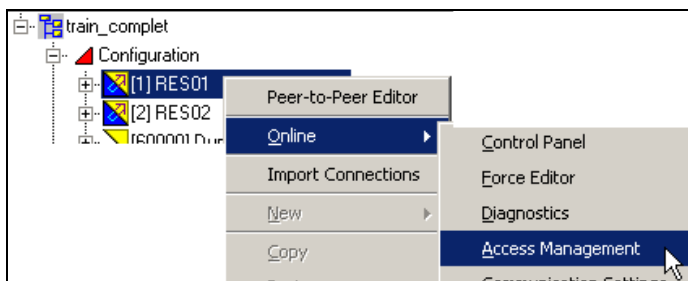 train_complet
Configuration
[1] RES01
[2] RES02
Peer-to-Peer Editor
Online
Import Connections
New
Copy
Control Panel
Force Editor
Diagnostics
Access Management